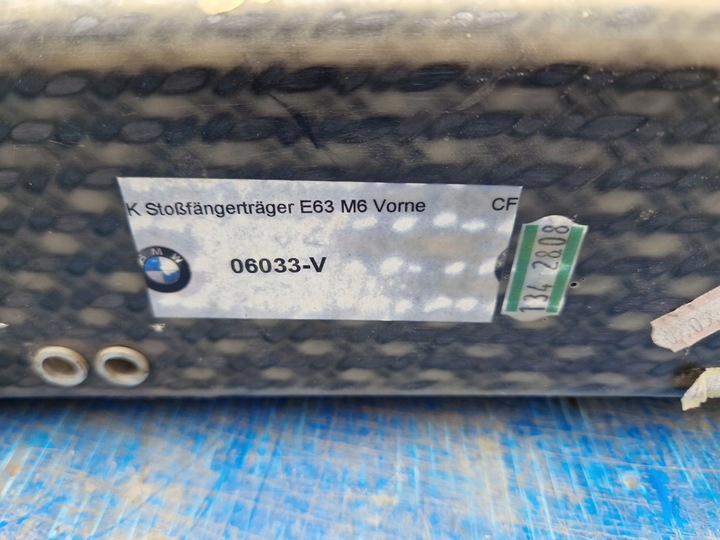 K Stoßfängerträger E63 M6 Vorne CF
BMW
06033-V
134 2808